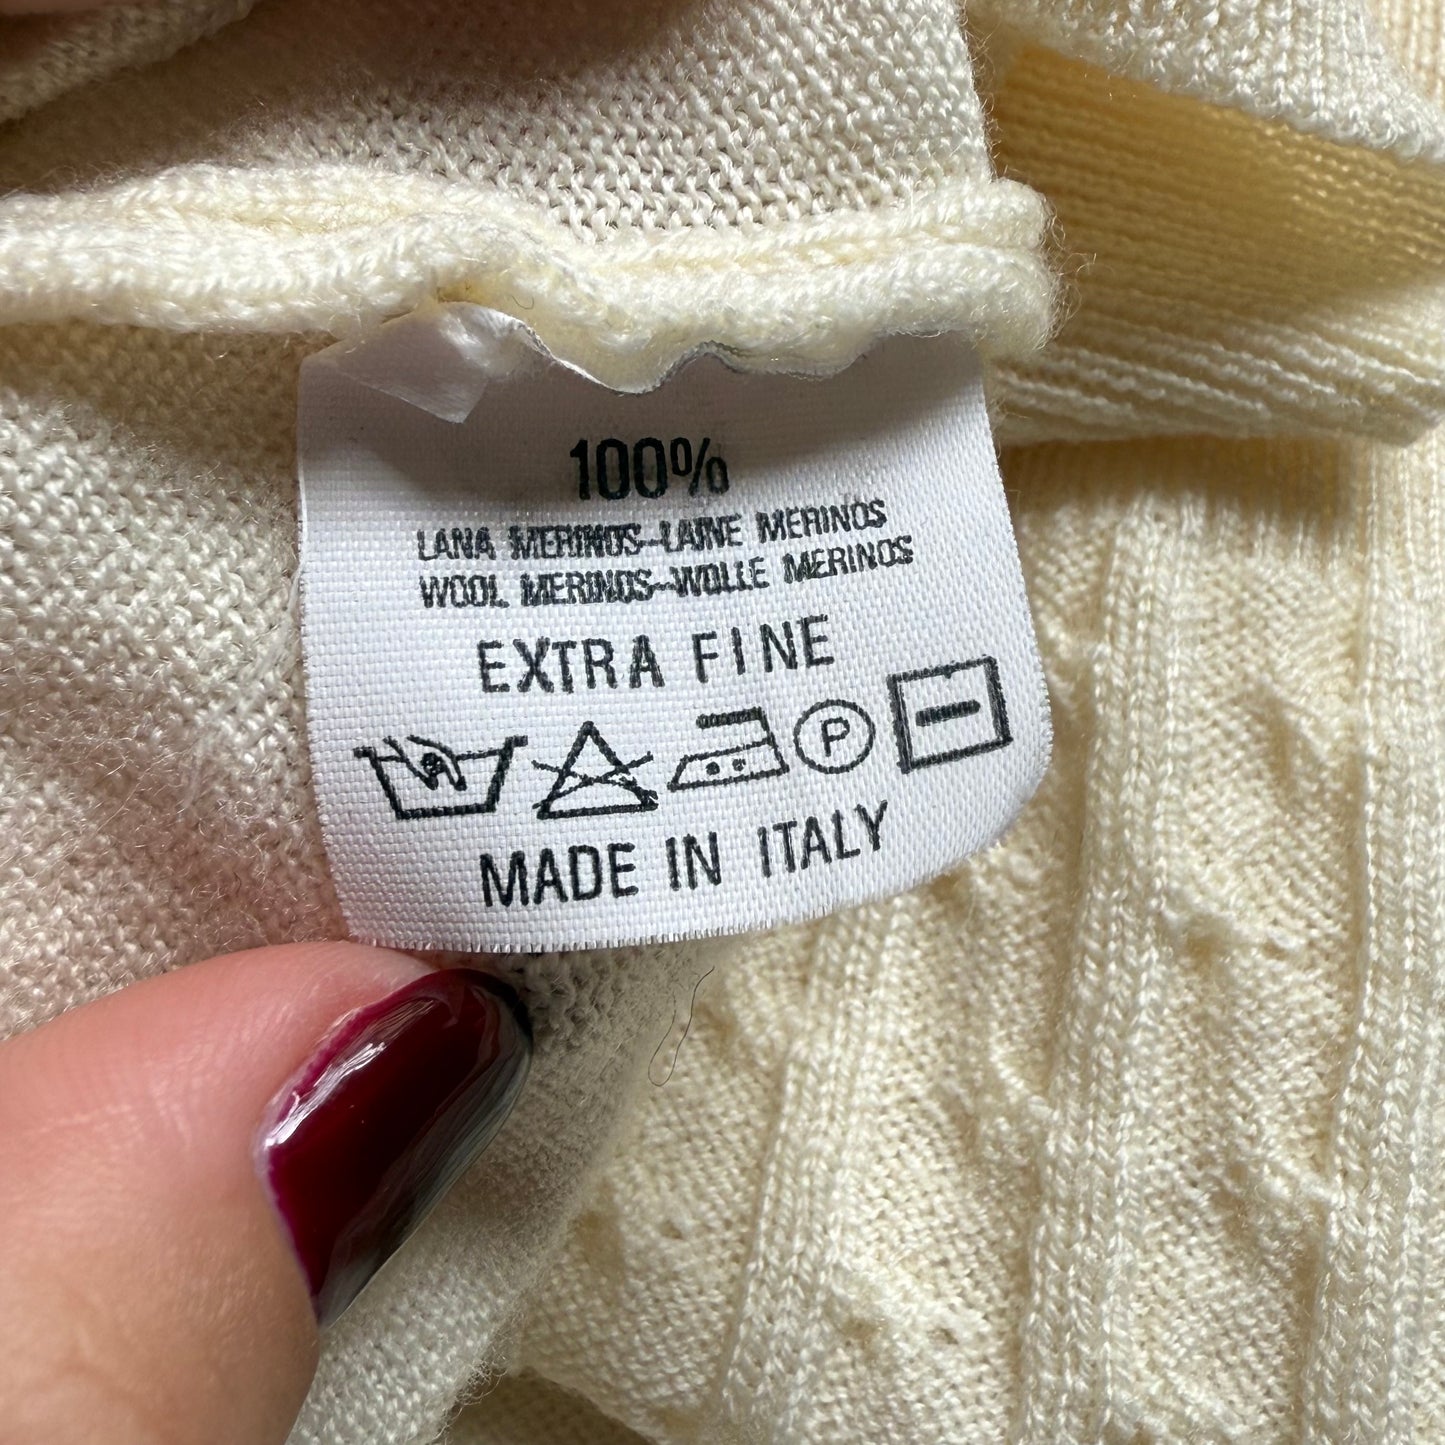 100%
LANA MERINOS-LAINE MERINOS
WOOL MERINOS-WOLLE MERINOS
EXTRA FINE
P
MADE IN ITALY